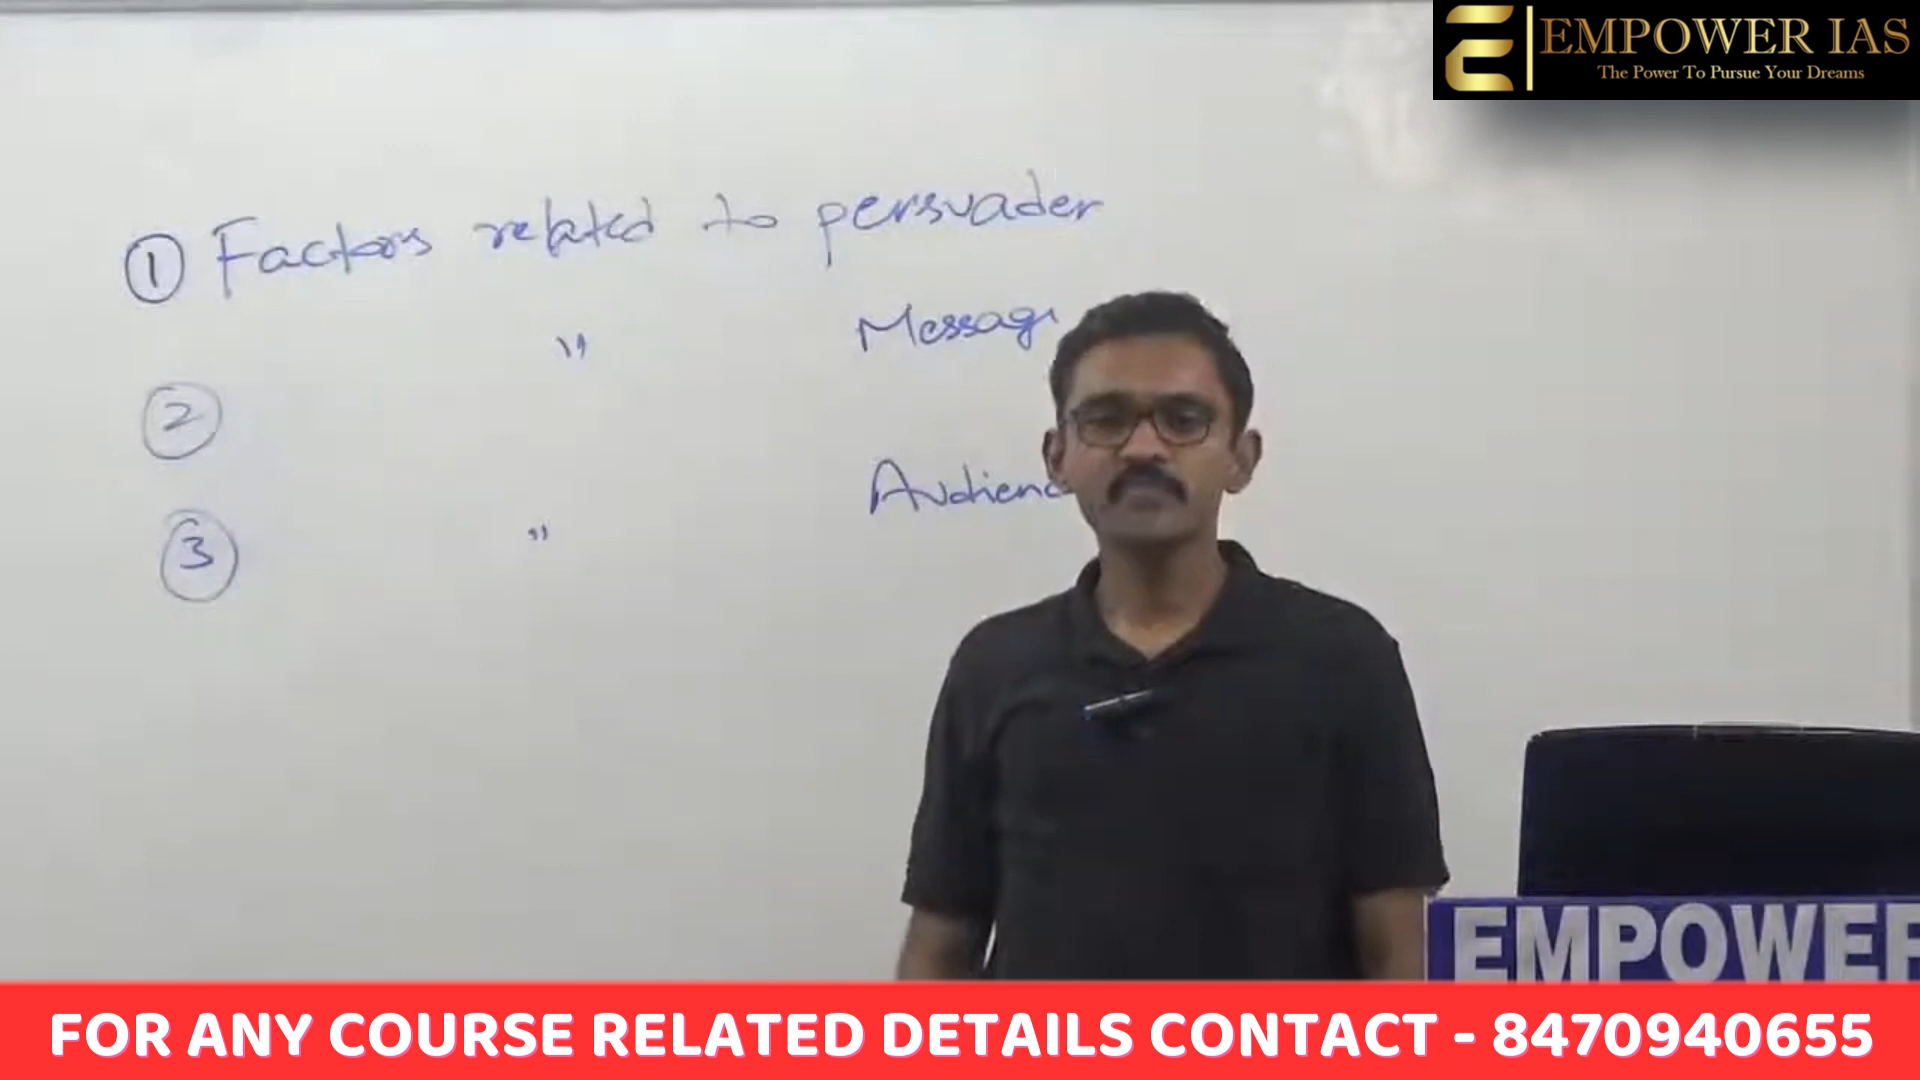 EMPOWER IAS
The Power To Pursue Your Dreams
① Factors related to persuader
② " Message
③ " Audienc
EMPOWER
FOR ANY COURSE RELATED DETAILS CONTACT - 8470940655